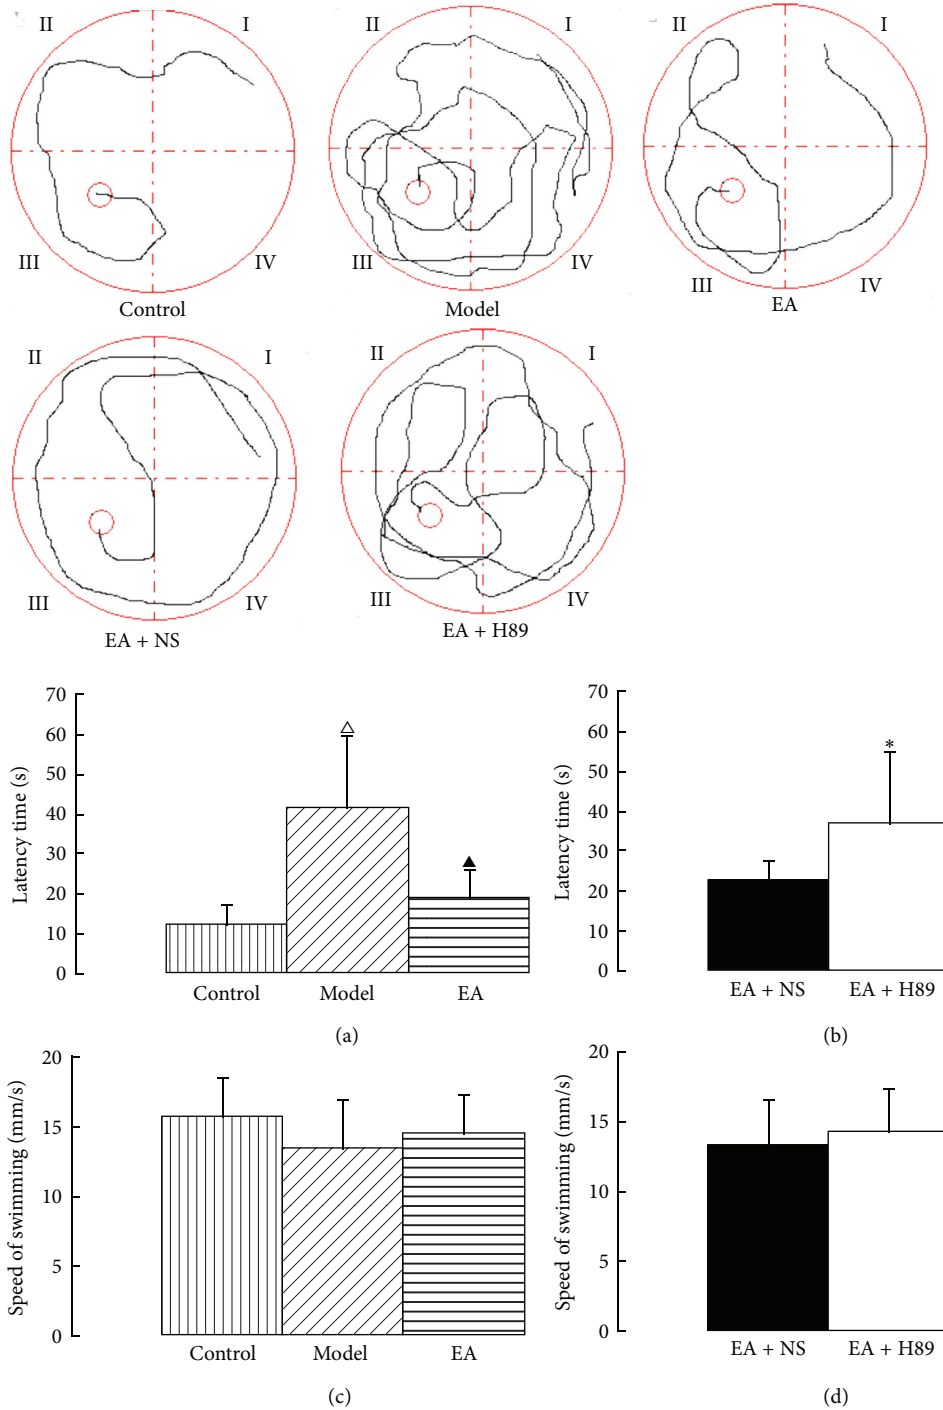 II I II I II I
III IV III IV III IV
Control Model EA
II I II I
III IV III IV
EA + NS EA + H89
70
60
50
40
30
20
10
0
Latency time (s)
△
▲
Control Model EA
(a)
70
60
50
40
30
20
10
0
Latency time (s)
*
EA + NS EA + H89
(b)
20
15
10
5
0
Speed of swimming (mm/s)
Control Model EA
(c)
20
15
10
5
0
Speed of swimming (mm/s)
EA + NS EA + H89
(d)